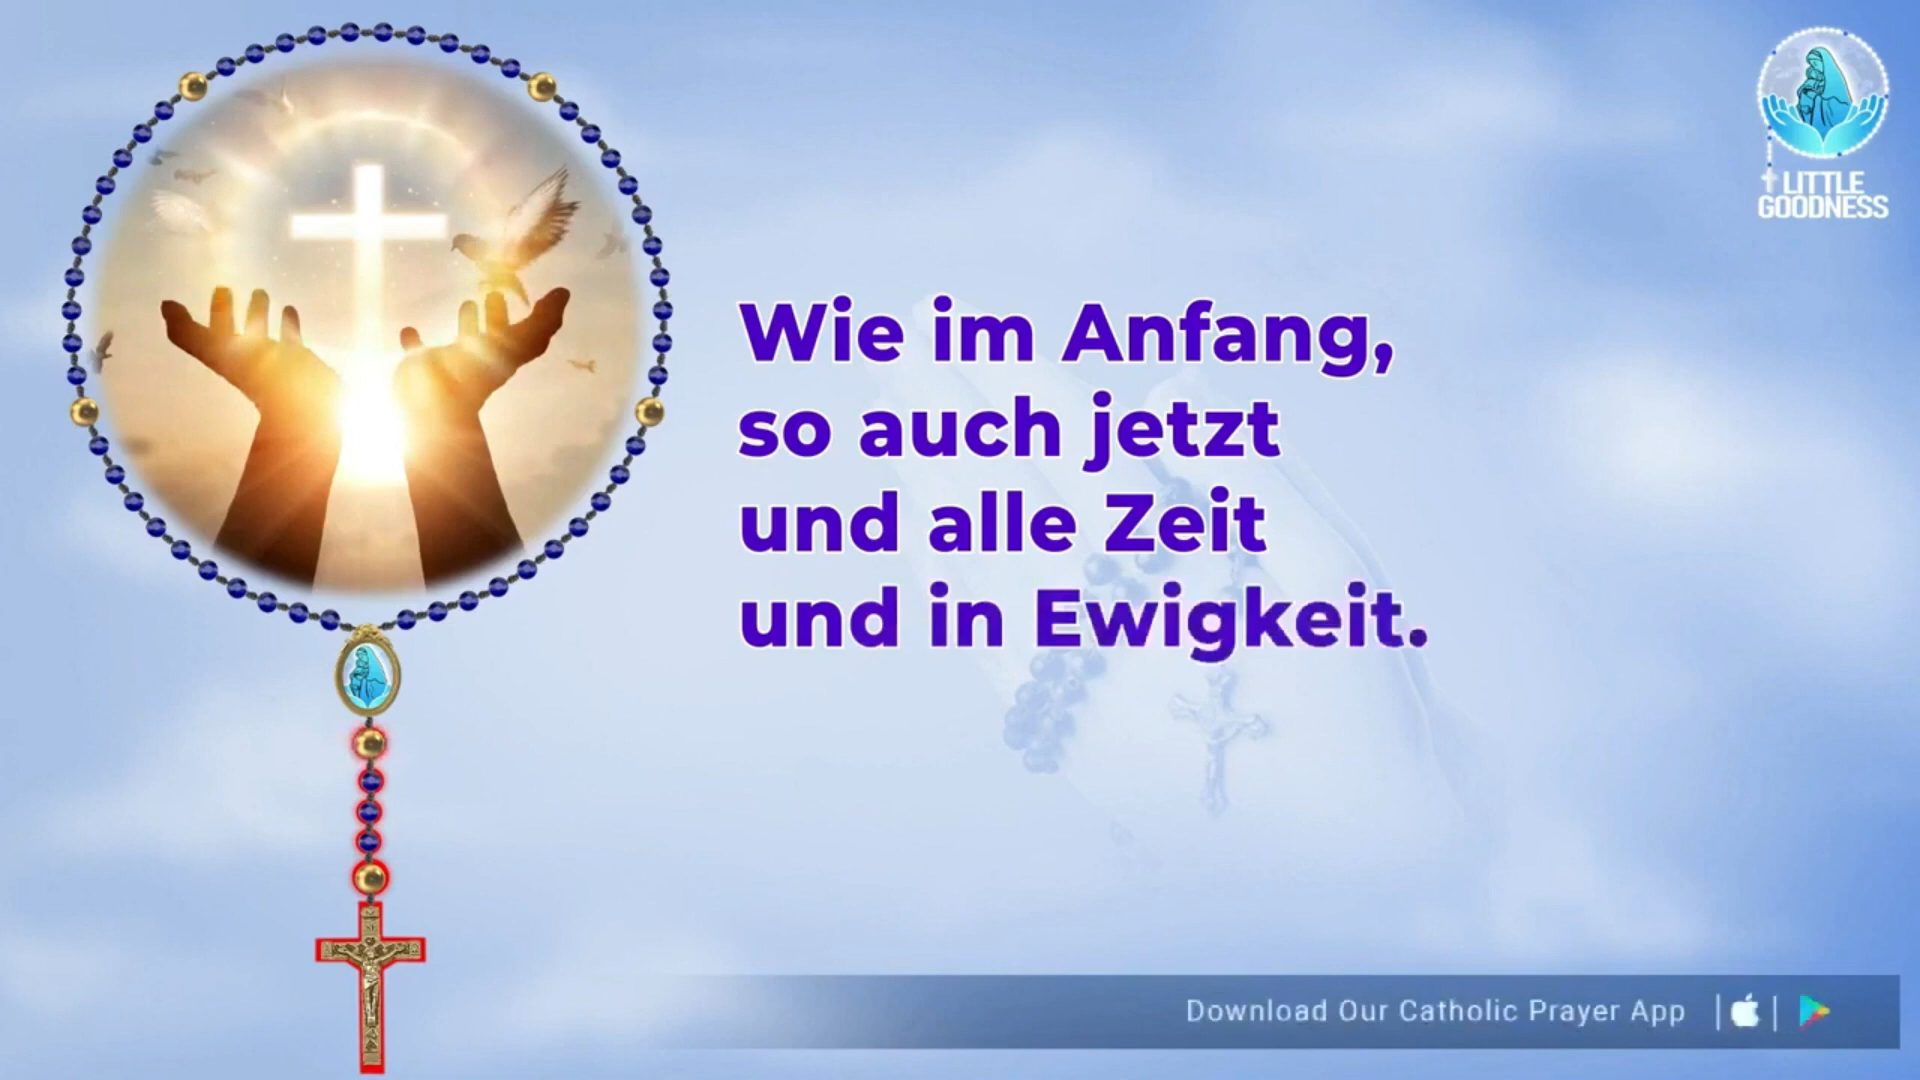 LITTLE
GOODNESS
Wie im Anfang,
so auch jetzt
und alle Zeit
und in Ewigkeit.
Download Our Catholic Prayer App